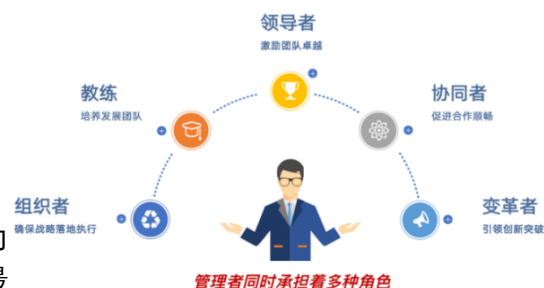 领导者
激励团队卓越
教练
培养发展团队
协同者
促进合作顺畅
组织者
确保战略落地执行
变革者
引领创新突破
管理者同时承担着多种角色